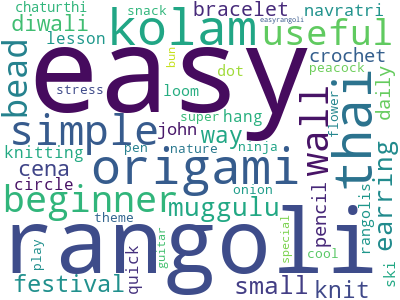 chaturthi
snack
bracelet
navratri
easyrangoli
diwali
kolam
useful
lesson
bun
crochet
peacock
dot
bead
easy
stress
loom
daily
thai
wall
flower
simple
john
super
hang
knitting
pen
nature
way
ninja
cena
origami
circle
pencil
earring
beginner
onion
muggulu
rangolis
theme
rangoli
special
play
quick
guitar
cool
ski
festival
small
knit